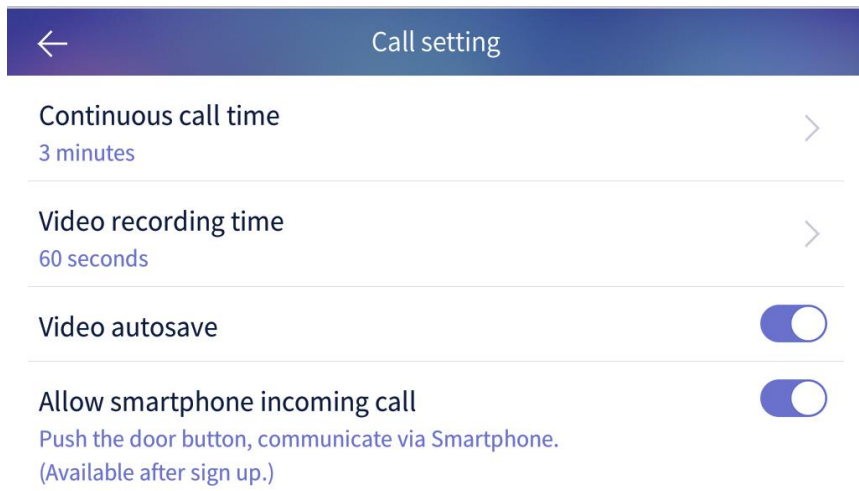 Call setting
Continuous call time
3 minutes
Video recording time
60 seconds
Video autosave
Allow smartphone incoming call
Push the door button, communicate via Smartphone.
(Available after sign up.)